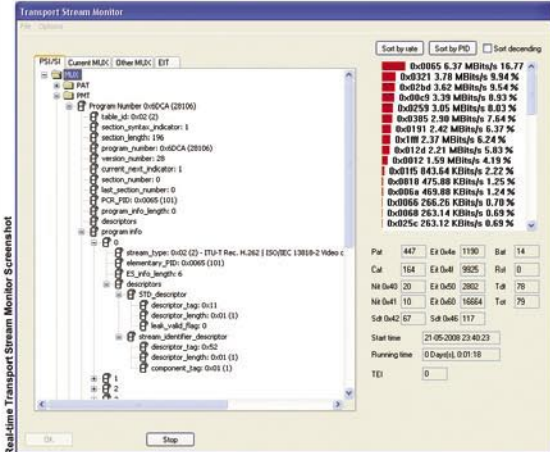 Transport Stream Monitor
File Options
PSI/SI Current MUX Other MUX EIT
MUX
PAT
PMT
Program Number 0x6DCA (28106)
table_id: 0x02 (2)
section_syntax_indicator: 1
section_length: 196
program_number: 0x6DCA (28106)
version_number: 28
current_next_indicator: 1
section_number: 0
last_section_number: 0
PCR_PID: 0x0065 (101)
program_info_length: 0
descriptors
program info
0
stream_type: 0x02 (2) - ITU-T Rec. H.262 | ISO/IEC 13818-2 Video c
elementary_PID: 0x0065 (101)
ES_info_length: 6
descriptors
STD_descriptor
descriptor_tag: 0x11
descriptor_length: 0x01 (1)
leak_valid_flag: 0
stream_identifier_descriptor
descriptor_tag: 0x52
descriptor_length: 0x01 (1)
component_tag: 0x01 (1)
1
2
Ok
Stop
Sort by rate Sort by PID Sort decending
0x0065 6.37 MBits/s 16.77
0x0321 3.78 MBits/s 9.94 %
0x02bd 3.62 MBits/s 9.54 %
0x00c9 3.39 MBits/s 8.93 %
0x0259 3.05 MBits/s 8.03 %
0x0385 2.90 MBits/s 7.64 %
0x0191 2.42 MBits/s 6.37 %
0x1fff 2.37 MBits/s 6.24 %
0x012d 2.21 MBits/s 5.83 %
0x0012 1.59 MBits/s 4.19 %
0x01f5 843.64 KBits/s 2.22 %
0x0818 475.88 KBits/s 1.25 %
0x006a 469.88 KBits/s 1.24 %
0x0066 266.26 KBits/s 0.70 %
0x0068 263.14 KBits/s 0.69 %
0x025c 263.12 KBits/s 0.69 %
Pat 447 Eit 0x4e 1190 Bat 14
Cat 164 Eit 0x4f 9925 Rst 0
Nit 0x40 20 Eit 0x50 2802 Tdt 78
Nit 0x41 10 Eit 0x60 16664 Tot 79
Sdt 0x42 67 Sdt 0x46 117
Start time 21-05-2008 23:40:23
Running time 0 Days(s), 0:01:18
TEI 0
Real-time Transport Stream Monitor Screenshot